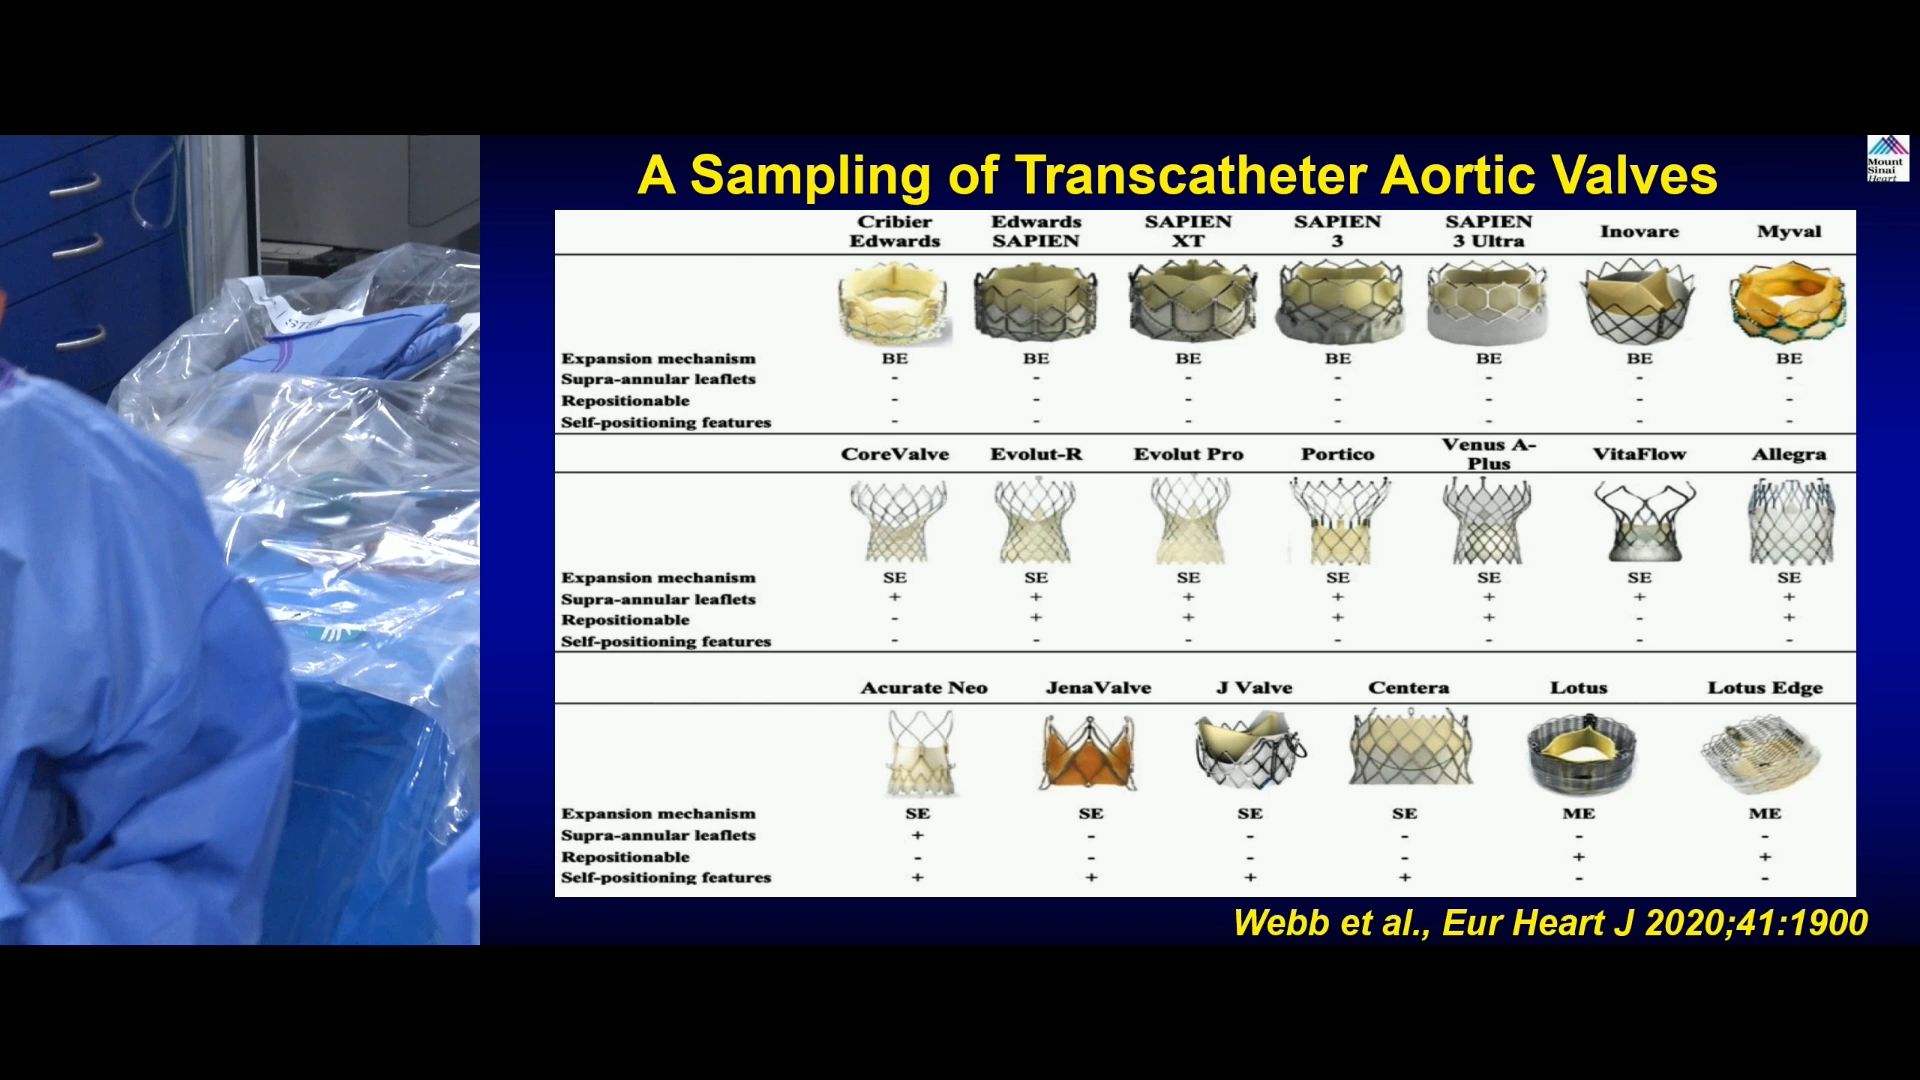 A Sampling of Transcatheter Aortic Valves
Mount
Sinai
Heart
Cribier Edwards SAPIEN SAPIEN SAPIEN Inovare Myval
Edwards SAPIEN XT 3 3 Ultra
Expansion mechanism BE BE BE BE BE BE BE
Supra-annular leaflets - - - - - - -
Repositionable - - - - - - -
Self-positioning features - - - - - - -
CoreValve Evolut-R Evolut Pro Portico Venus A-Plus VitaFlow Allegra
Expansion mechanism SE SE SE SE SE SE SE
Supra-annular leaflets + + + + + + +
Repositionable - + + + + - +
Self-positioning features - - - - - - -
Acurate Neo JenaValve J Valve Centera Lotus Lotus Edge
Expansion mechanism SE SE SE SE ME ME
Supra-annular leaflets + - - - - -
Repositionable - - - - + +
Self-positioning features + + + + - -
Webb et al., Eur Heart J 2020;41:1900